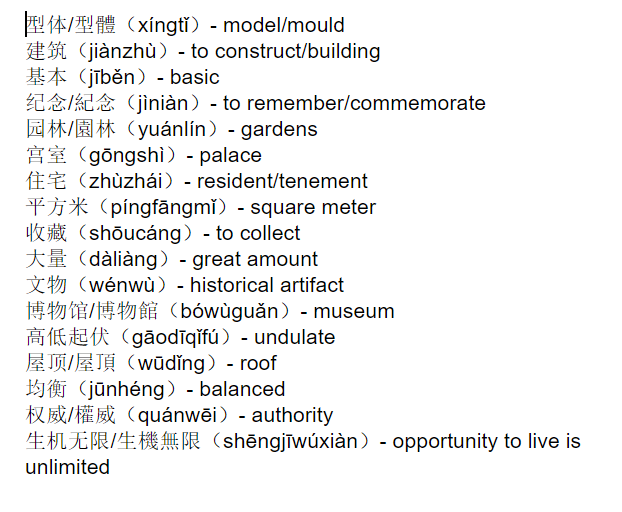 型体/型體（xíngtǐ）- model/mould
建筑（jiànzhù）- to construct/building
基本（jīběn）- basic
纪念/紀念（jìniàn）- to remember/commemorate
园林/園林（yuánlín）- gardens
宫室（gōngshì）- palace
住宅（zhùzhái）- resident/tenement
平方米（píngfāngmǐ）- square meter
收藏（shōucáng）- to collect
大量（dàliàng）- great amount
文物（wénwù）- historical artifact
博物馆/博物館（bówùguǎn）- museum
高低起伏（gāodīqǐfú）- undulate
屋顶/屋頂（wūdǐng）- roof
均衡（jūnhéng）- balanced
权威/權威（quánwēi）- authority
生机无限/生機無限（shēngjīwúxiàn）- opportunity to live is
unlimited